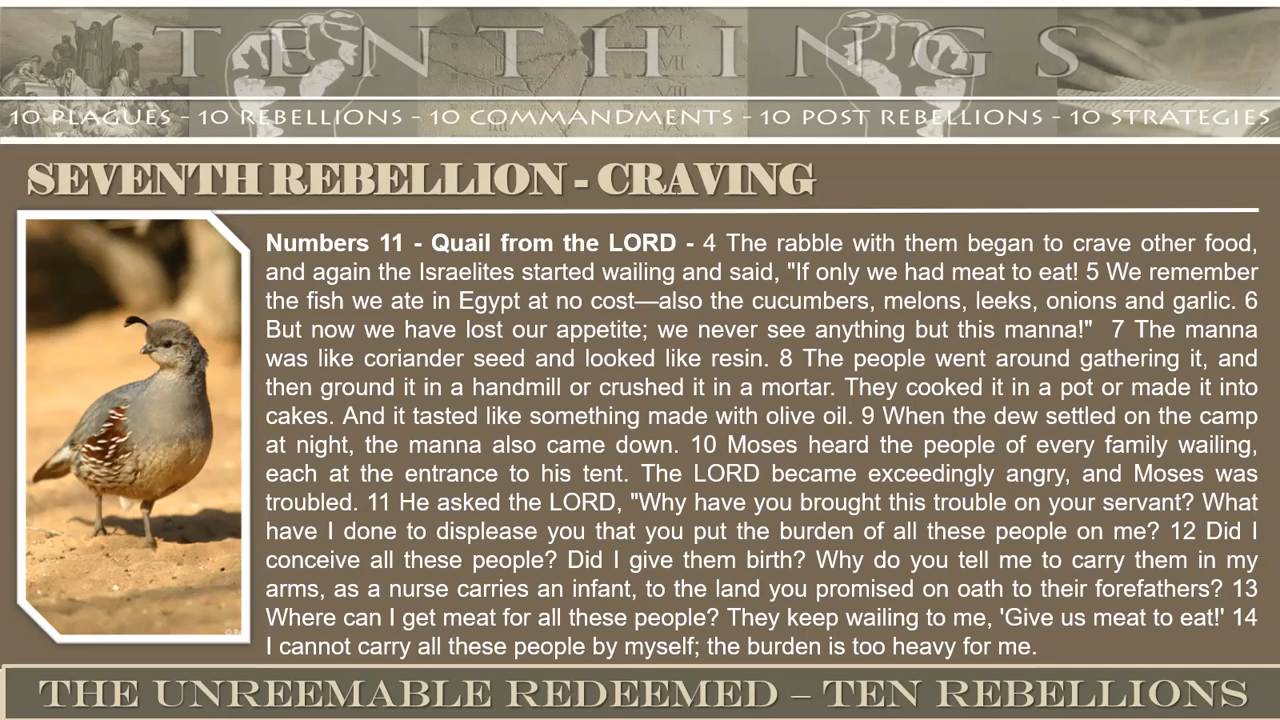 TEN THINGS
10 PLAGUES - 10 REBELLIONS - 10 COMMANDMENTS - 10 POST REBELLIONS - 10 STRATEGIES
SEVENTH REBELLION - CRAVING
Numbers 11 - Quail from the LORD - 4 The rabble with them began to crave other food,
and again the Israelites started wailing and said, "If only we had meat to eat! 5 We remember
the fish we ate in Egypt at no cost—also the cucumbers, melons, leeks, onions and garlic. 6
But now we have lost our appetite; we never see anything but this manna!" 7 The manna
was like coriander seed and looked like resin. 8 The people went around gathering it, and
then ground it in a handmill or crushed it in a mortar. They cooked it in a pot or made it into
cakes. And it tasted like something made with olive oil. 9 When the dew settled on the camp
at night, the manna also came down. 10 Moses heard the people of every family wailing,
each at the entrance to his tent. The LORD became exceedingly angry, and Moses was
troubled. 11 He asked the LORD, "Why have you brought this trouble on your servant? What
have I done to displease you that you put the burden of all these people on me? 12 Did I
conceive all these people? Did I give them birth? Why do you tell me to carry them in my
arms, as a nurse carries an infant, to the land you promised on oath to their forefathers? 13
Where can I get meat for all these people? They keep wailing to me, 'Give us meat to eat!' 14
I cannot carry all these people by myself; the burden is too heavy for me.
THE UNREEMABLE REDEEMED – TEN REBELLIONS